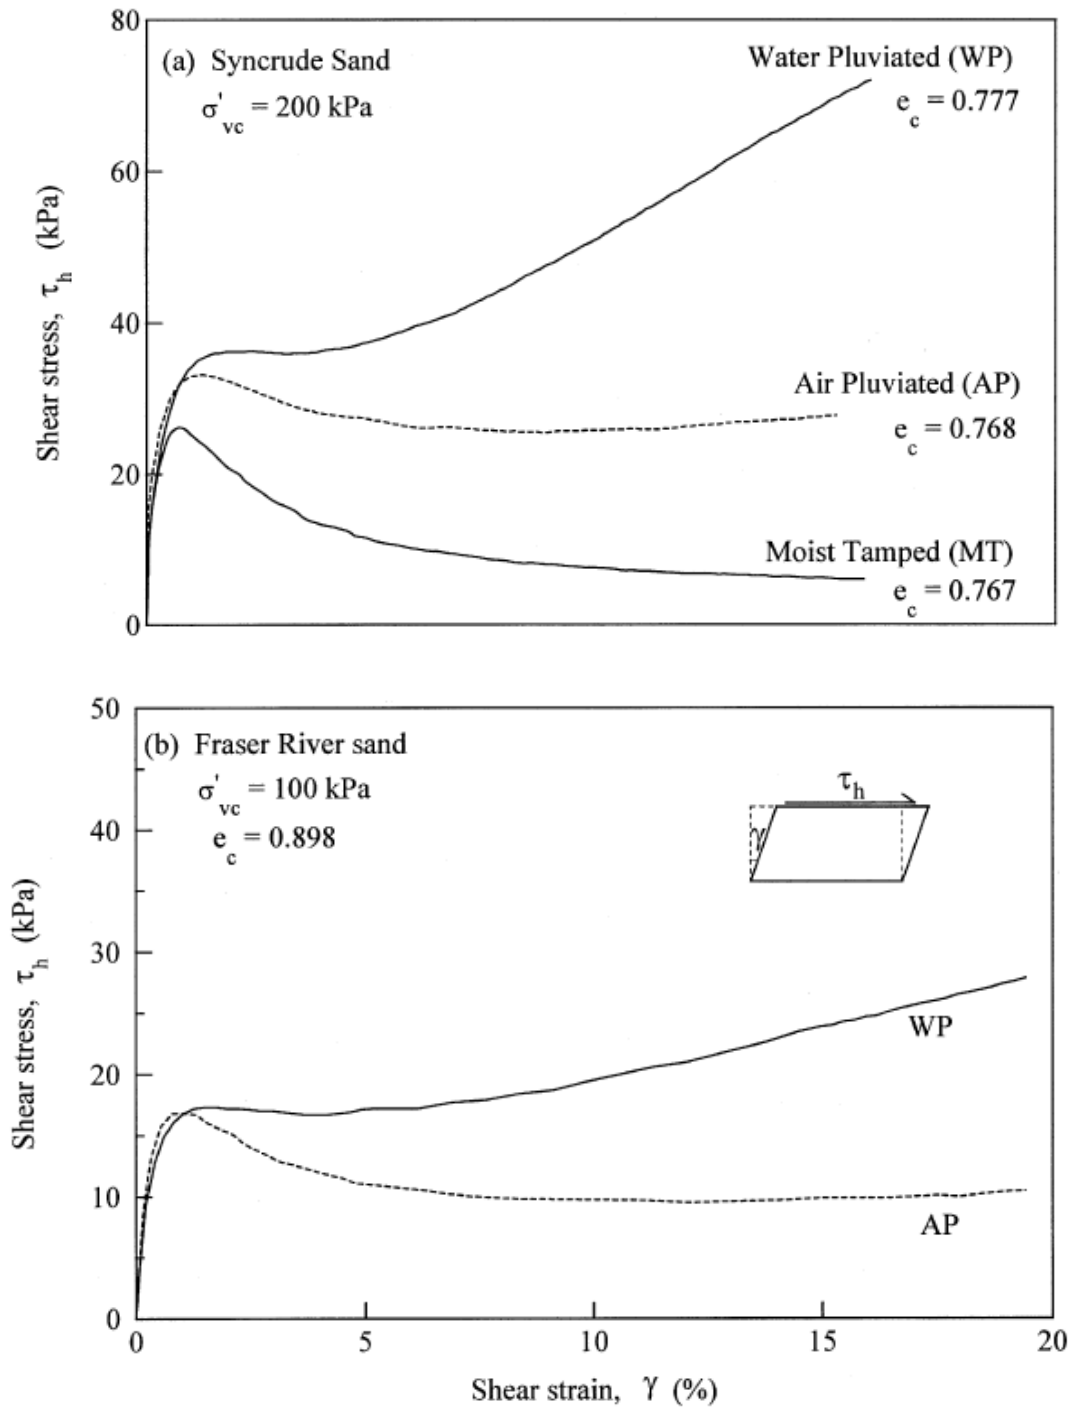 80
(a) Syncrude Sand
σ'vc = 200 kPa
Water Pluviated (WP)
ec = 0.777
60
Shear stress, τh (kPa)
40
Air Pluviated (AP)
ec = 0.768
20
Moist Tamped (MT)
ec = 0.767
0
50
(b) Fraser River sand
σ'vc = 100 kPa
ec = 0.898
τh
γ
40
Shear stress, τh (kPa)
30
WP
20
10
AP
0
0 5 10 15 20
Shear strain, γ (%)